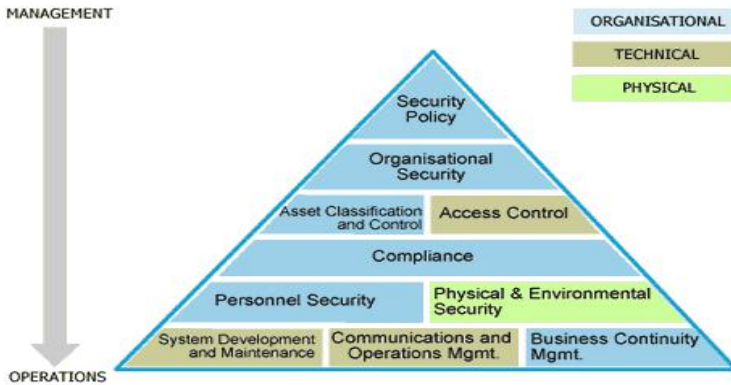 MANAGEMENT
ORGANISATIONAL
TECHNICAL
PHYSICAL
Security
Policy
Organisational
Security
Asset Classification
and Control
Access Control
Compliance
Personnel Security
Physical & Environmental
Security
System Development
and Maintenance
Communications and
Operations Mgmt.
Business Continuity
Mgmt.
OPERATIONS